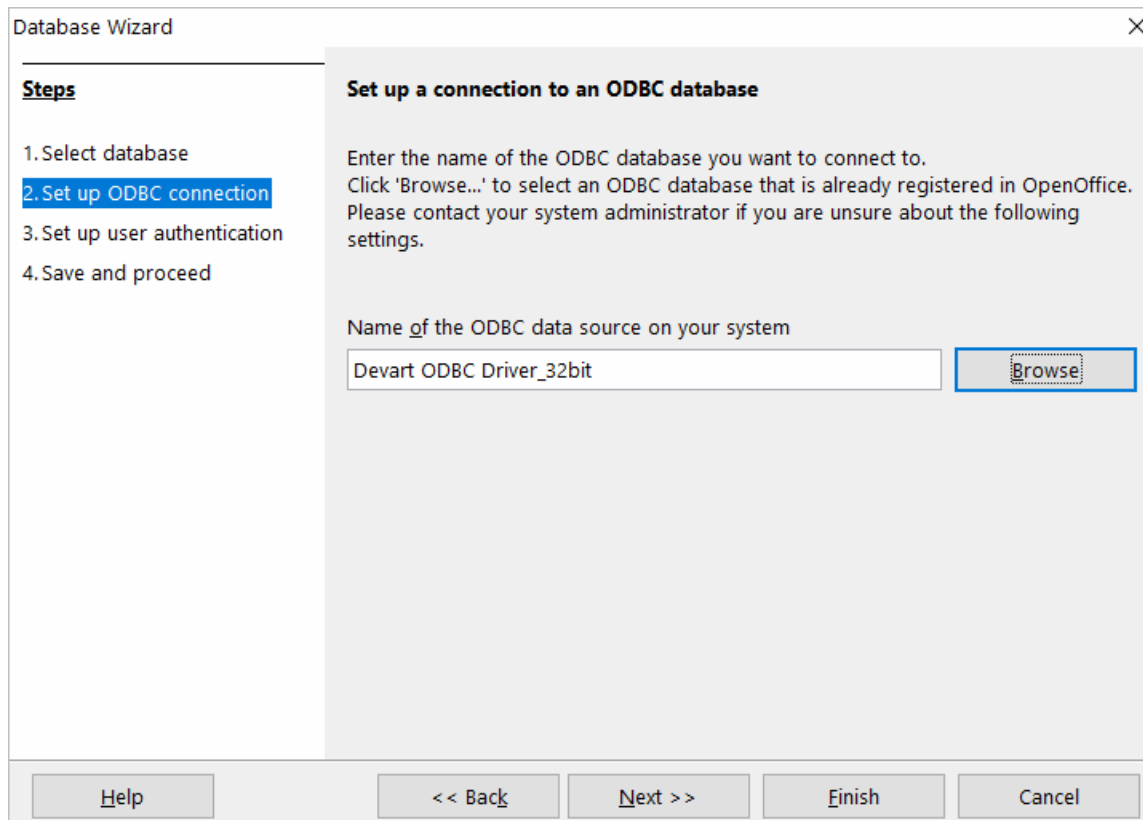 Database Wizard
Steps
1. Select database
2. Set up ODBC connection
3. Set up user authentication
4. Save and proceed
Set up a connection to an ODBC database
Enter the name of the ODBC database you want to connect to.
Click 'Browse...' to select an ODBC database that is already registered in OpenOffice.
Please contact your system administrator if you are unsure about the following
settings.
Name of the ODBC data source on your system
Devart ODBC Driver_32bit
Browse
Help
<< Back
Next >>
Finish
Cancel